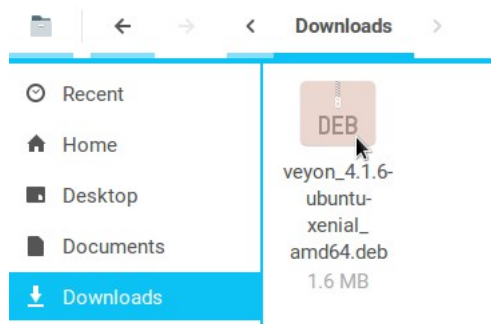 Downloads
Recent
Home
Desktop
Documents
Downloads
DEB
veyon_4.1.6-
ubuntu-
xenial_
amd64.deb
1.6 MB